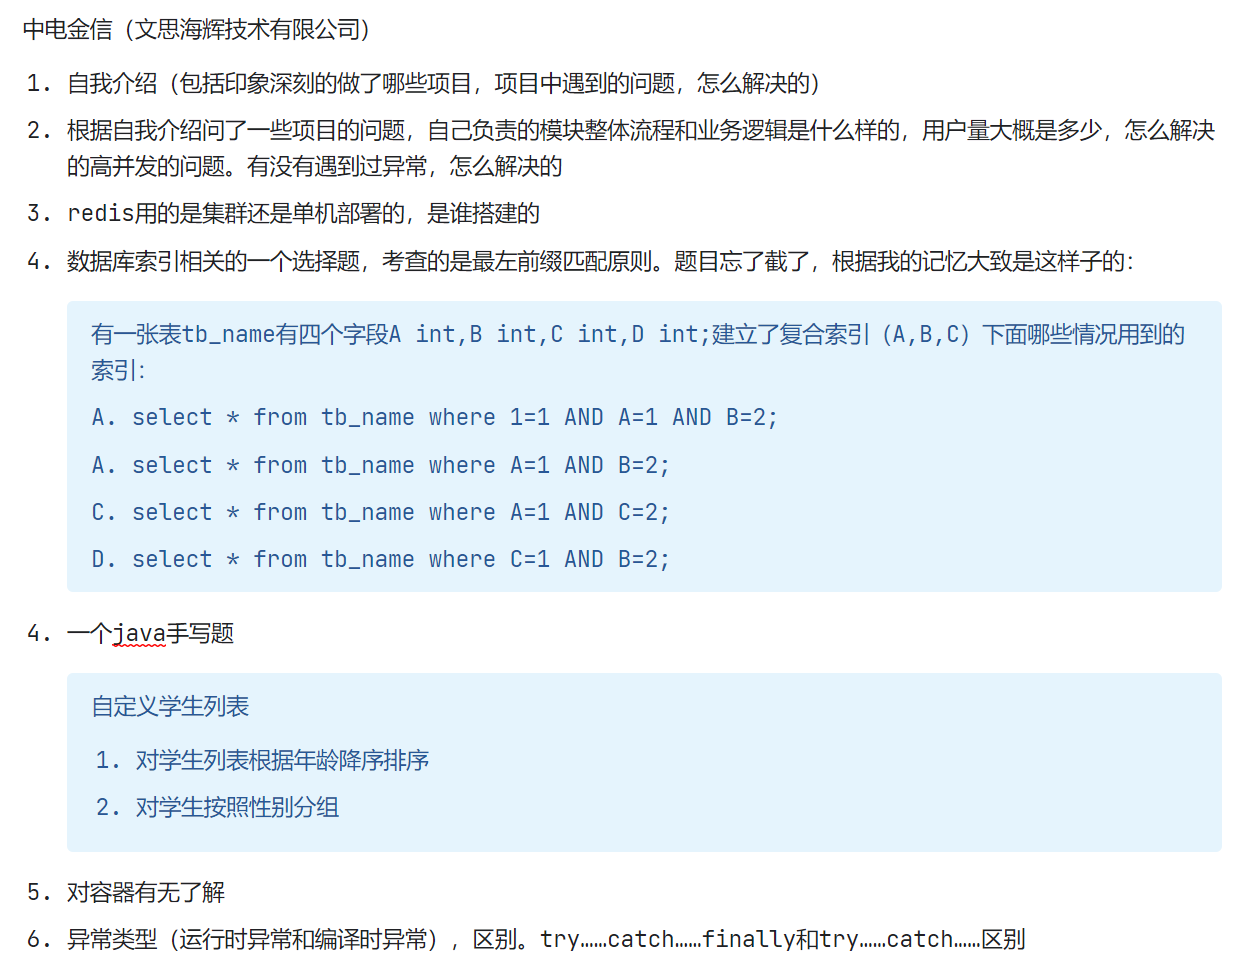 中电金信（文思海辉技术有限公司）
1. 自我介绍（包括印象深刻的做了哪些项目，项目中遇到的问题，怎么解决的）
2. 根据自我介绍问了一些项目的问题，自己负责的模块整体流程和业务逻辑是什么样的，用户量大概是多少，怎么解决
的高并发的问题。有没有遇到过异常，怎么解决的
3. redis用的是集群还是单机部署的，是谁搭建的
4. 数据库索引相关的一个选择题，考查的是最左前缀匹配原则。题目忘了截了，根据我的记忆大致是这样子的：
有一张表tb_name有四个字段A int,B int,C int,D int;建立了复合索引（A,B,C）下面哪些情况用到的
索引：
A. select * from tb_name where 1=1 AND A=1 AND B=2;
A. select * from tb_name where A=1 AND B=2;
C. select * from tb_name where A=1 AND C=2;
D. select * from tb_name where C=1 AND B=2;
4. 一个java手写题
自定义学生列表
1. 对学生列表根据年龄降序排序
2. 对学生按照性别分组
5. 对容器有无了解
6. 异常类型（运行时异常和编译时异常），区别。try……catch……finally和try……catch……区别